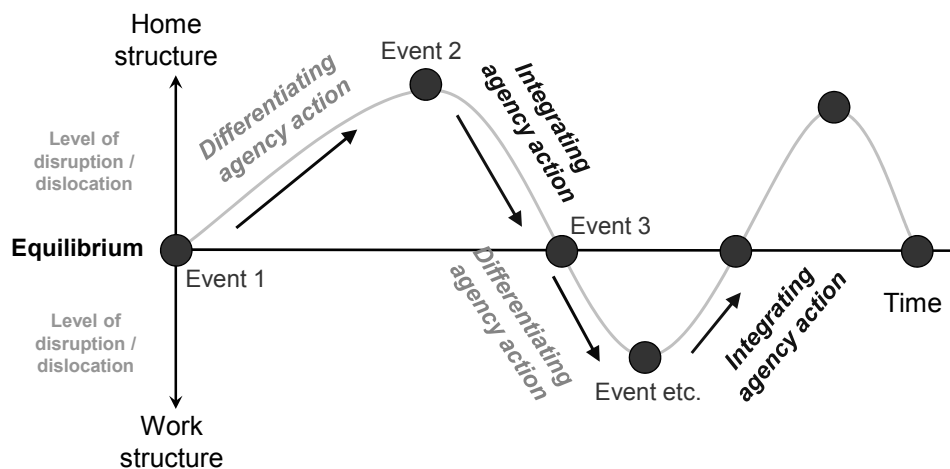 Home
structure
Event 2
Differentiating
agency action
Integrating
agency action
Level of
disruption /
dislocation
Equilibrium
Event 1
Event 3
Differentiating
agency action
Integrating
agency action
Time
Level of
disruption /
dislocation
Event etc.
Work
structure